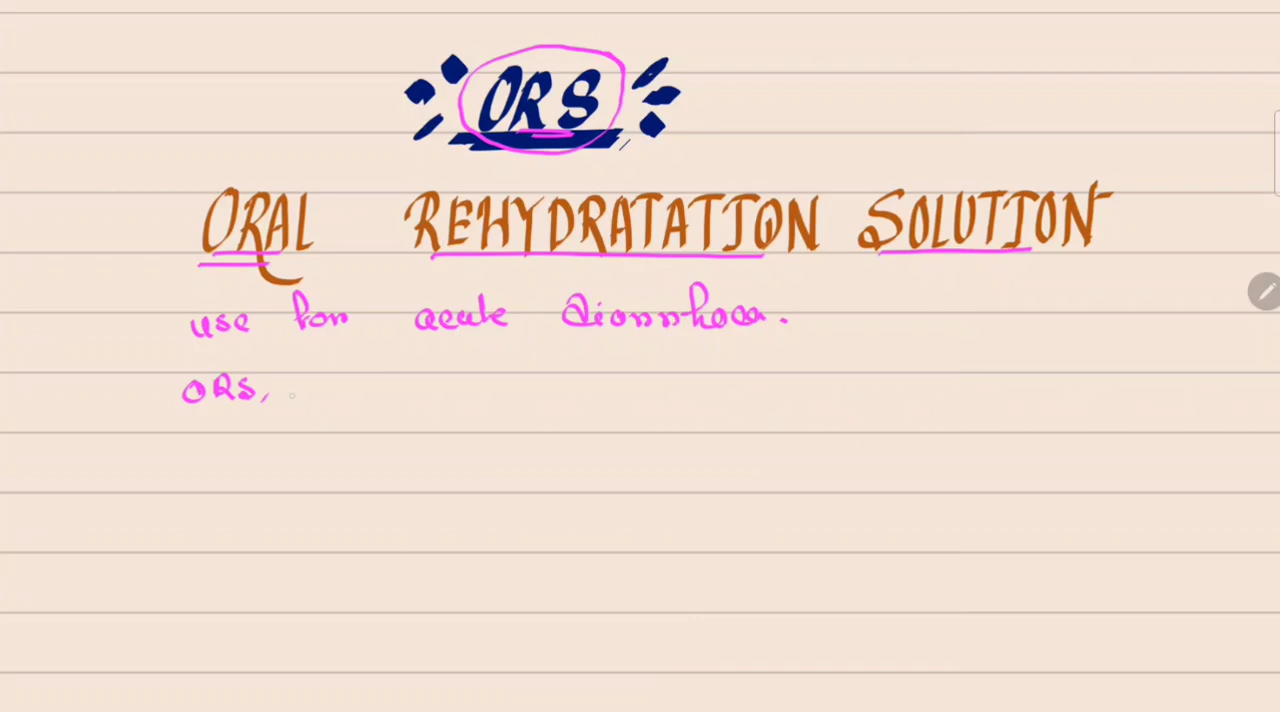 ORS
ORAL REHYDRATATION SOLUTION
use for acute diarrhoea.
ORS,